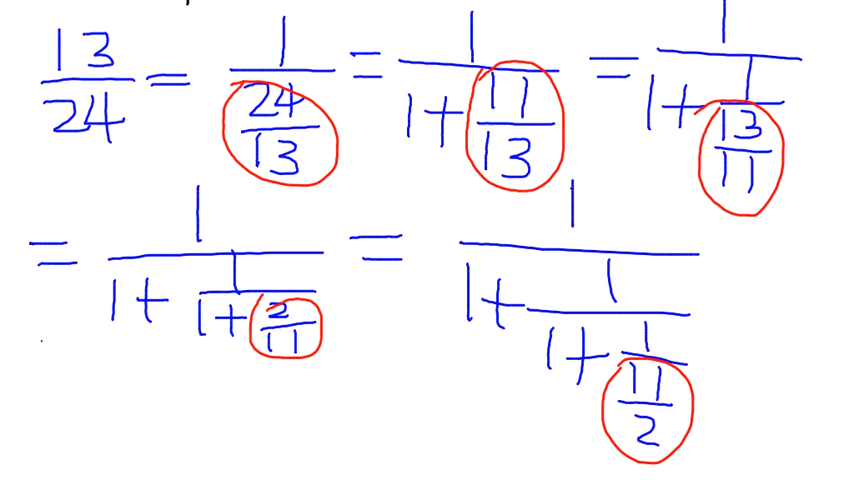 13/24 = 1/(24/13) = 1/(1+11/13) = 1/(1+1/(13/11))
= 1/(1+1/(1+2/11)) = 1/(1+1/(1+1/(11/2)))